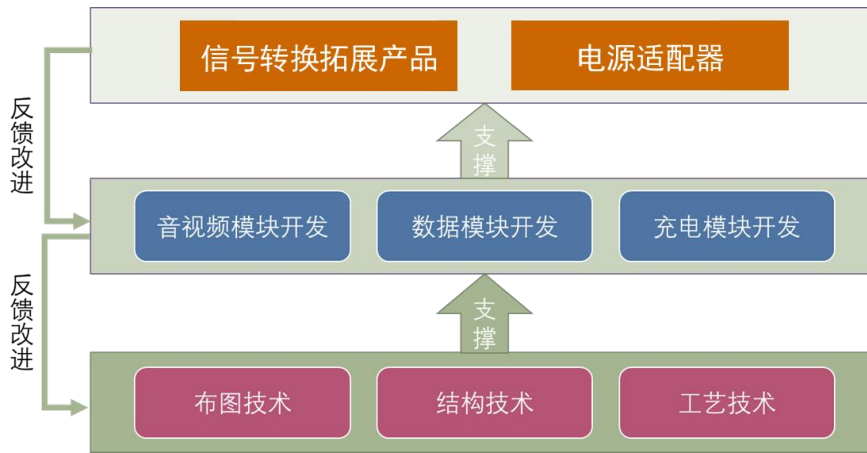 信号转换拓展产品
电源适配器
反馈改进
支撑
音视频模块开发
数据模块开发
充电模块开发
反馈改进
支撑
布图技术
结构技术
工艺技术